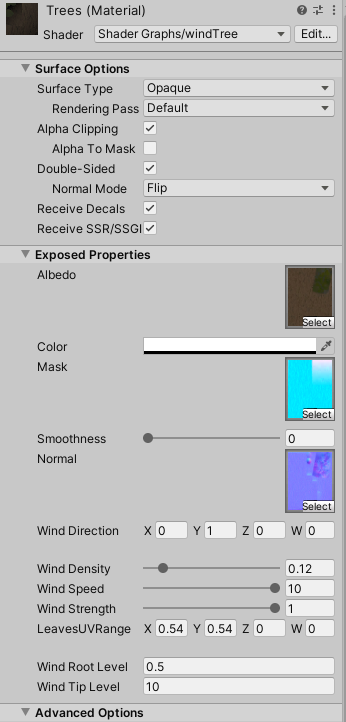 Trees (Material)
Shader Shader Graphs/windTree Edit...
Surface Options
Surface Type Opaque
Rendering Pass Default
Alpha Clipping
Alpha To Mask
Double-Sided
Normal Mode Flip
Receive Decals
Receive SSR/SSGI
Exposed Properties
Albedo
Select
Color
Mask
Select
Smoothness 0
Normal
Select
Wind Direction X 0 Y 1 Z 0 W 0
Wind Density 0.12
Wind Speed 10
Wind Strength 1
LeavesUVRange X 0.54 Y 0.54 Z 0 W 0
Wind Root Level 0.5
Wind Tip Level 10
Advanced Options